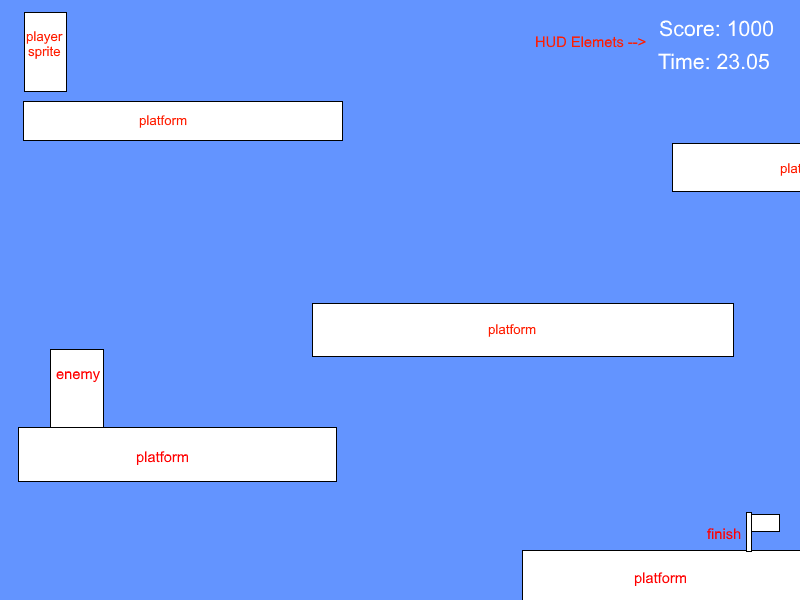 player
sprite
HUD Elemets -->
Score: 1000
Time: 23.05
platform
plat
platform
enemy
platform
finish
platform